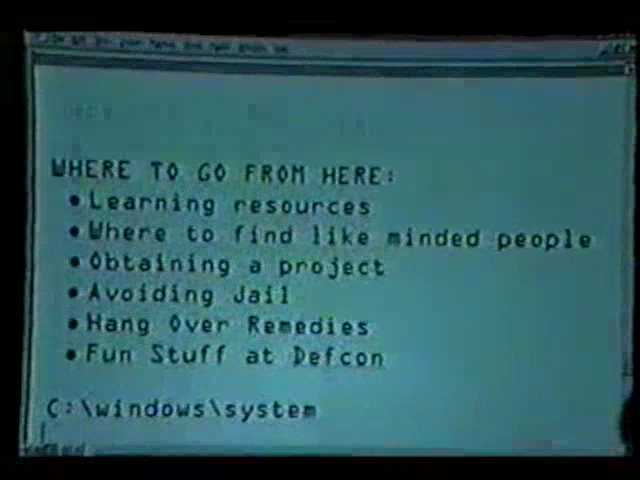 WHERE TO GO FROM HERE:
• Learning resources
• Where to find like minded people
• Obtaining a project
• Avoiding Jail
• Hang Over Remedies
• Fun Stuff at Defcon
C:\windows\system